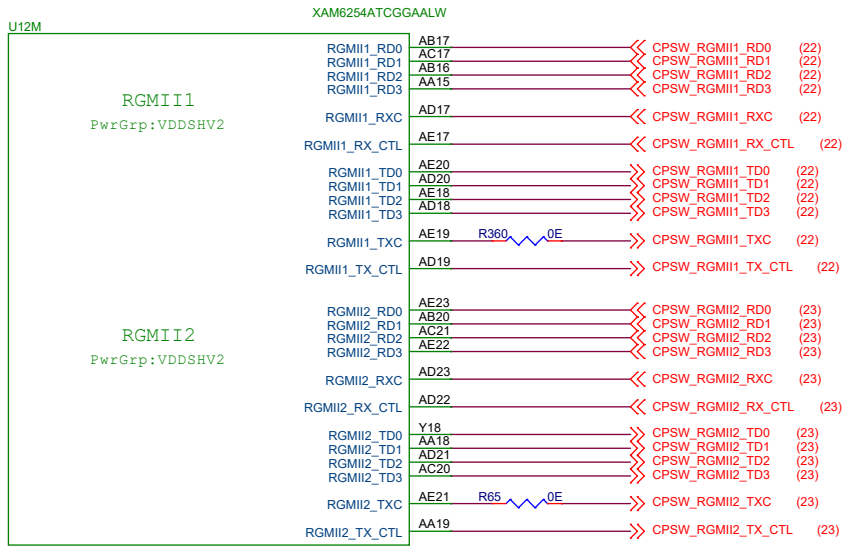 XAM6254ATCGGAALW
U12M
RGMII1_RD0 AB17 CPSW_RGMII1_RD0 (22)
RGMII1_RD1 AC17 CPSW_RGMII1_RD1 (22)
RGMII1_RD2 AB16 CPSW_RGMII1_RD2 (22)
RGMII1_RD3 AA15 CPSW_RGMII1_RD3 (22)
RGMII1
PwrGrp:VDDSHV2
RGMII1_RXC AD17 CPSW_RGMII1_RXC (22)
RGMII1_RX_CTL AE17 CPSW_RGMII1_RX_CTL (22)
RGMII1_TD0 AE20 CPSW_RGMII1_TD0 (22)
RGMII1_TD1 AD20 CPSW_RGMII1_TD1 (22)
RGMII1_TD2 AE18 CPSW_RGMII1_TD2 (22)
RGMII1_TD3 AD18 CPSW_RGMII1_TD3 (22)
RGMII1_TXC AE19 R360 0E CPSW_RGMII1_TXC (22)
RGMII1_TX_CTL AD19 CPSW_RGMII1_TX_CTL (22)
RGMII2_RD0 AE23 CPSW_RGMII2_RD0 (23)
RGMII2_RD1 AB20 CPSW_RGMII2_RD1 (23)
RGMII2_RD2 AC21 CPSW_RGMII2_RD2 (23)
RGMII2_RD3 AE22 CPSW_RGMII2_RD3 (23)
RGMII2
PwrGrp:VDDSHV2
RGMII2_RXC AD23 CPSW_RGMII2_RXC (23)
RGMII2_RX_CTL AD22 CPSW_RGMII2_RX_CTL (23)
RGMII2_TD0 Y18 CPSW_RGMII2_TD0 (23)
RGMII2_TD1 AA18 CPSW_RGMII2_TD1 (23)
RGMII2_TD2 AD21 CPSW_RGMII2_TD2 (23)
RGMII2_TD3 AC20 CPSW_RGMII2_TD3 (23)
RGMII2_TXC AE21 R65 0E CPSW_RGMII2_TXC (23)
RGMII2_TX_CTL AA19 CPSW_RGMII2_TX_CTL (23)